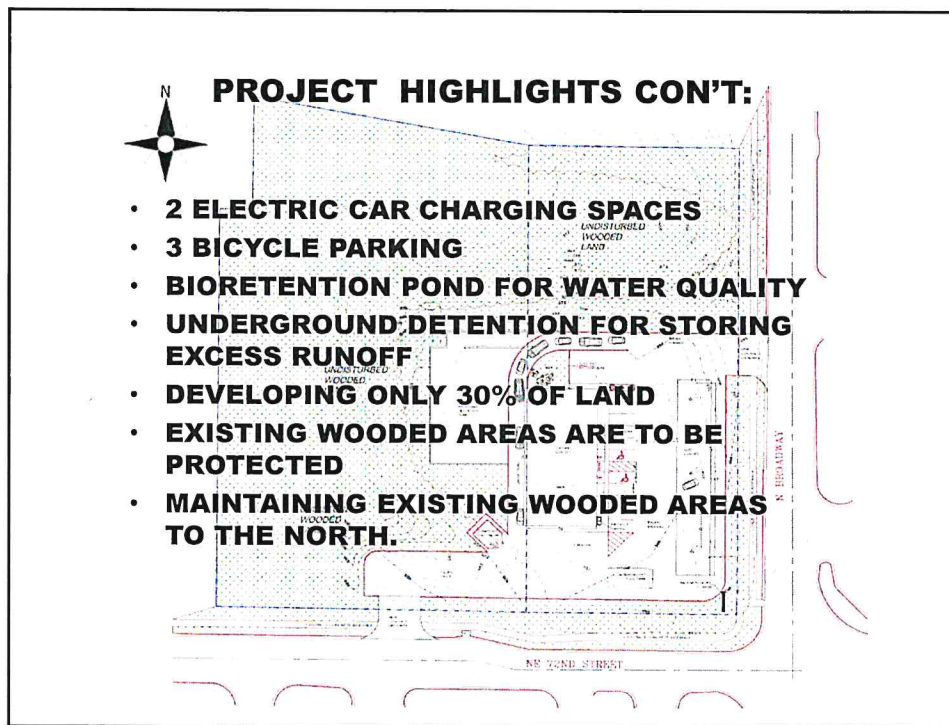 N
PROJECT HIGHLIGHTS CON'T:
• 2 ELECTRIC CAR CHARGING SPACES
UNDISTURBED
WOODED
LAND
• 3 BICYCLE PARKING
• BIORETENTION POND FOR WATER QUALITY
• UNDERGROUND DETENTION FOR STORING
EXCESS RUNOFF
UNDISTURBED
WOODED
• DEVELOPING ONLY 30% OF LAND
• EXISTING WOODED AREAS ARE TO BE
PROTECTED
• MAINTAINING EXISTING WOODED AREAS
WOODED
TO THE NORTH.
N BROADWAY
NE 72ND STREET